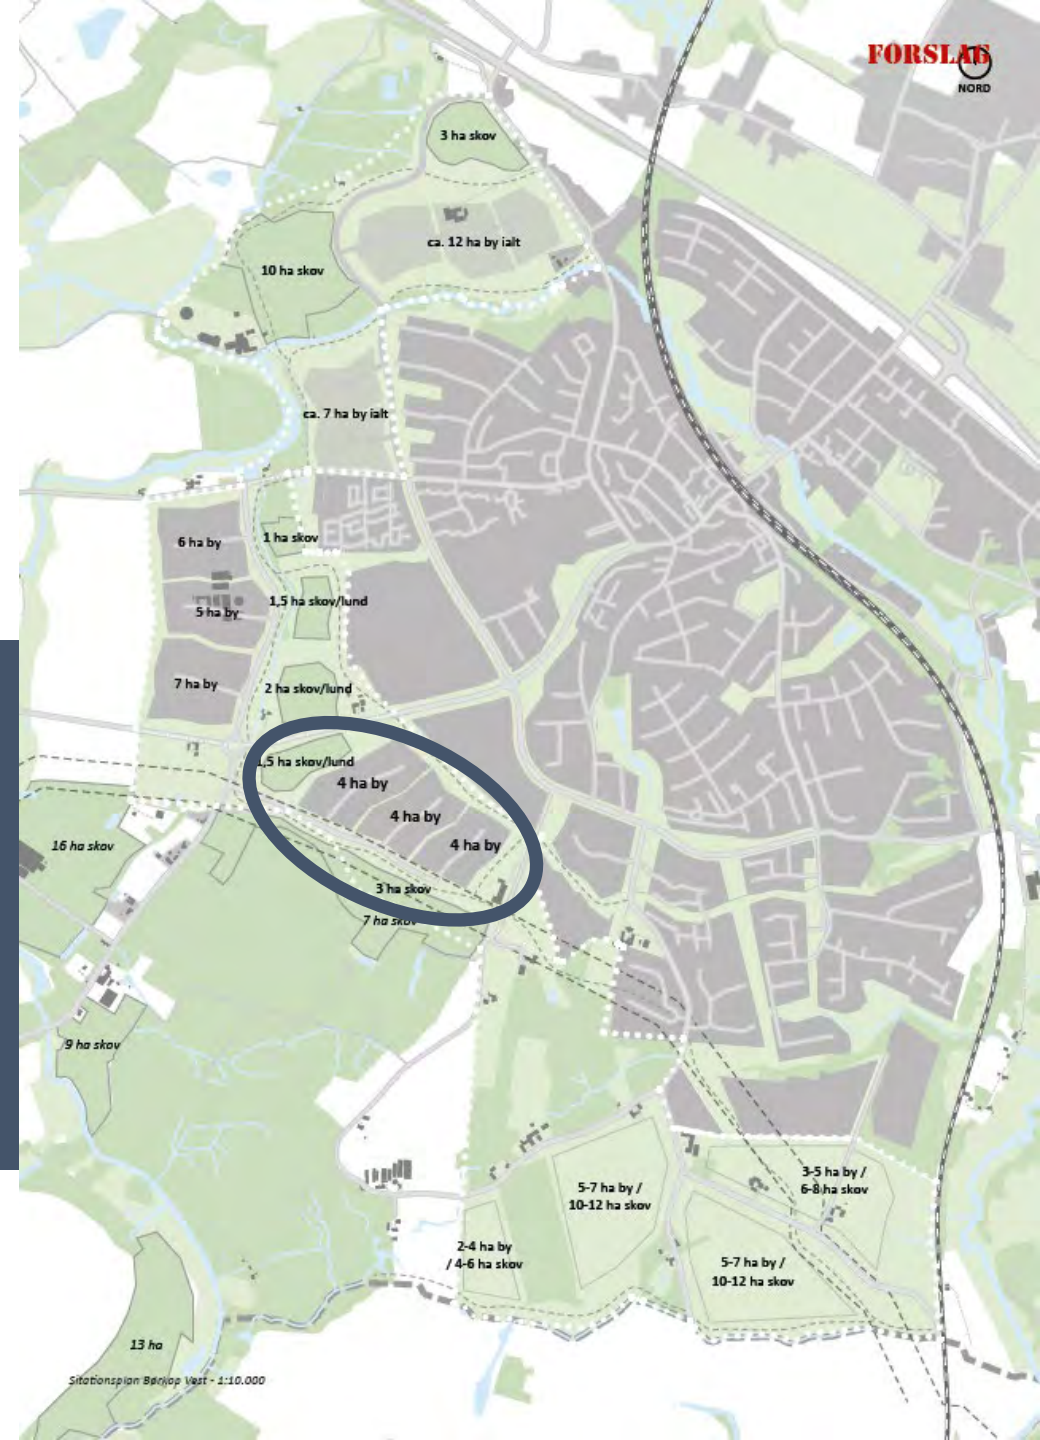 FORSLAG
NORD
3 ha skov
ca. 12 ha by ialt
10 ha skov
ca. 7 ha by ialt
6 ha by
1 ha skov
5 ha by
1,5 ha skov/lund
7 ha by
2 ha skov/lund
1,5 ha skov/lund
4 ha by
4 ha by
4 ha by
16 ha skov
3 ha skov
7 ha skov
9 ha skov
3-5 ha by /
6-8 ha skov
5-7 ha by /
10-12 ha skov
2-4 ha by
/ 4-6 ha skov
5-7 ha by /
10-12 ha skov
13 ha
Sitationsplan Børkop Vest - 1:10.000